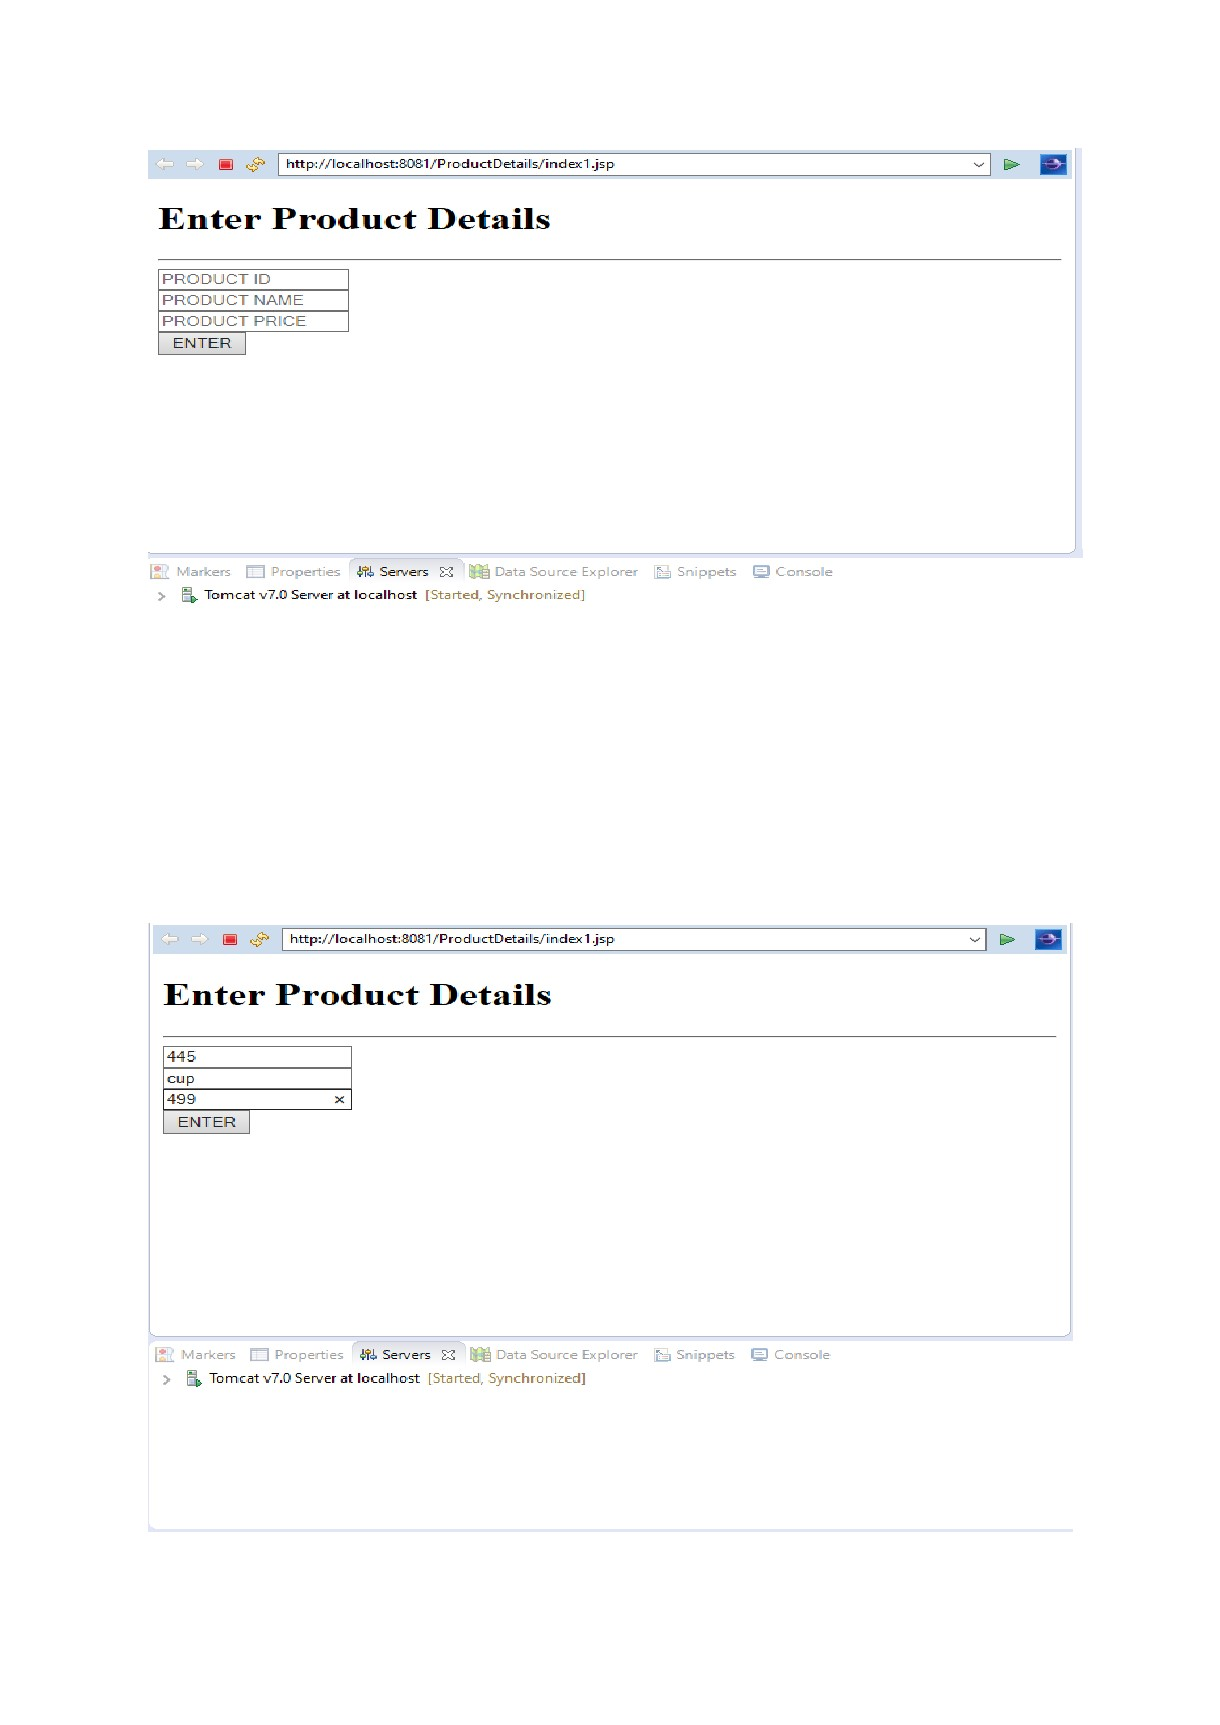 http://localhost:8081/ProductDetails/index1.jsp
Enter Product Details
PRODUCT ID
PRODUCT NAME
PRODUCT PRICE
ENTER
Markers Properties Servers Data Source Explorer Snippets Console
Tomcat v7.0 Server at localhost [Started, Synchronized]
http://localhost:8081/ProductDetails/index1.jsp
Enter Product Details
445
cup
499
ENTER
Markers Properties Servers Data Source Explorer Snippets Console
Tomcat v7.0 Server at localhost [Started, Synchronized]